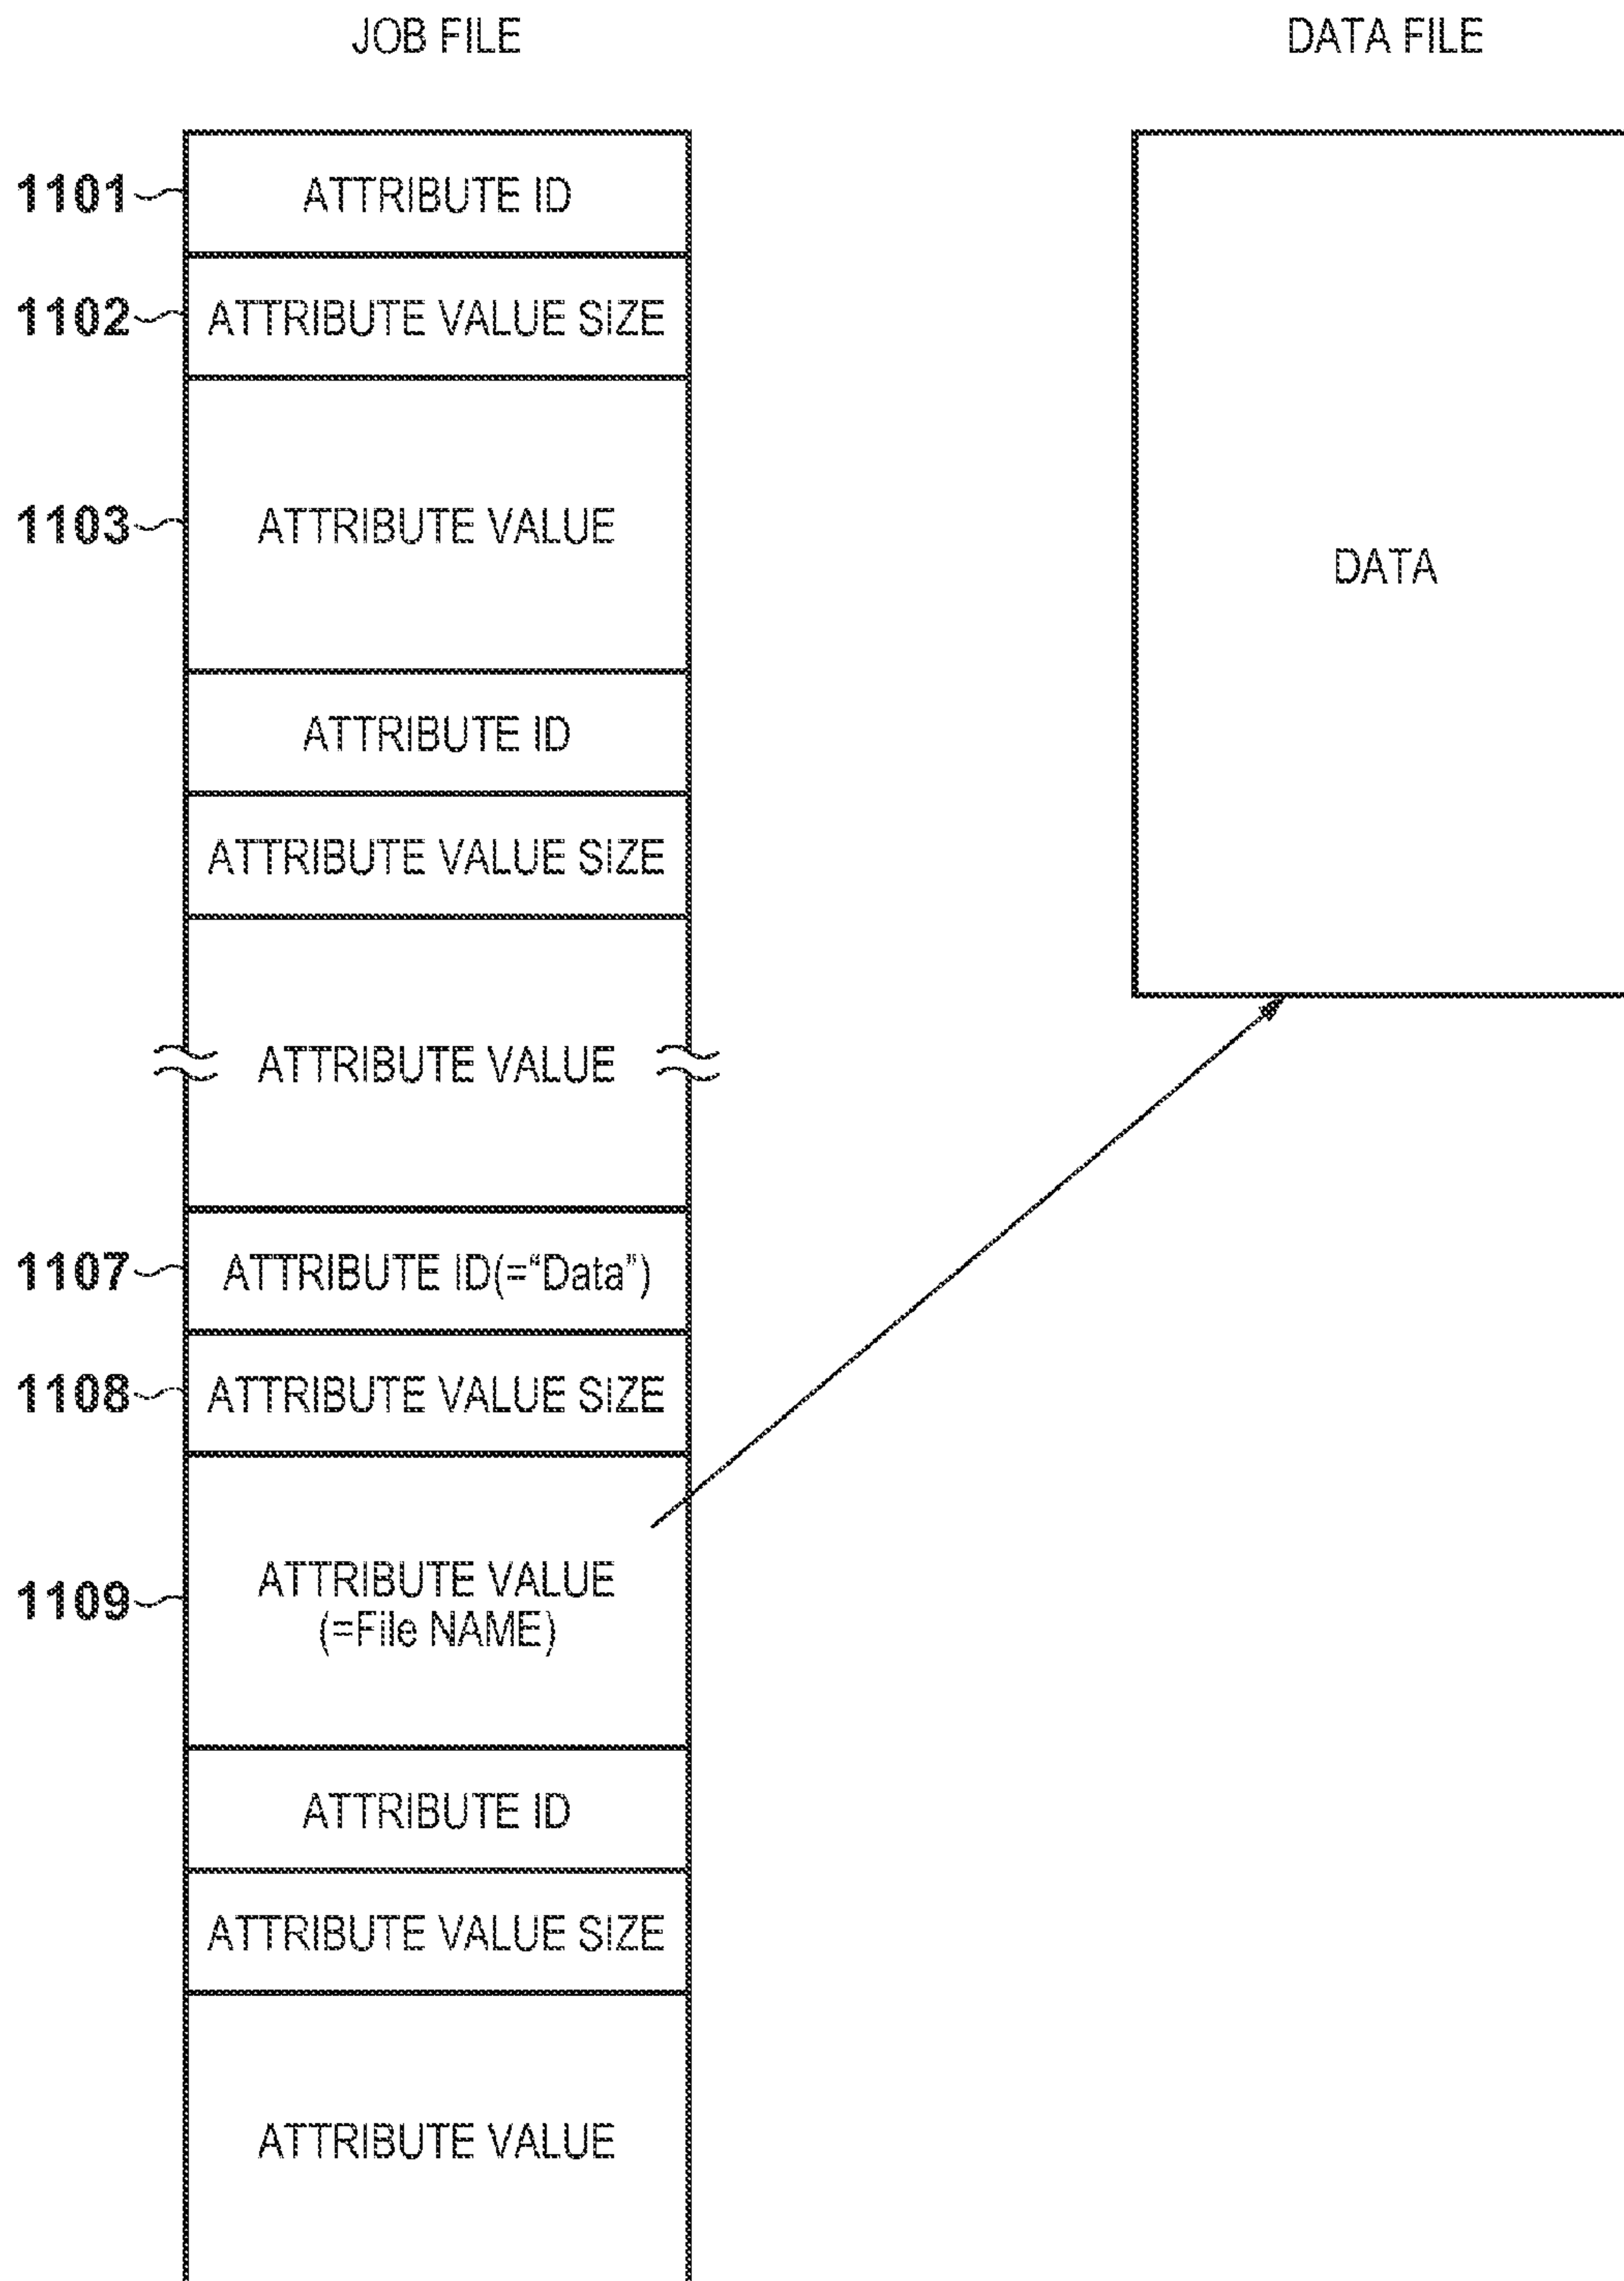 JOB FILE
DATA FILE
1101 ATTRIBUTE ID
1102 ATTRIBUTE VALUE SIZE
1103 ATTRIBUTE VALUE
DATA
ATTRIBUTE ID
ATTRIBUTE VALUE SIZE
ATTRIBUTE VALUE
1107 ATTRIBUTE ID(=“Data”)
1108 ATTRIBUTE VALUE SIZE
1109 ATTRIBUTE VALUE
(=File NAME)
ATTRIBUTE ID
ATTRIBUTE VALUE SIZE
ATTRIBUTE VALUE